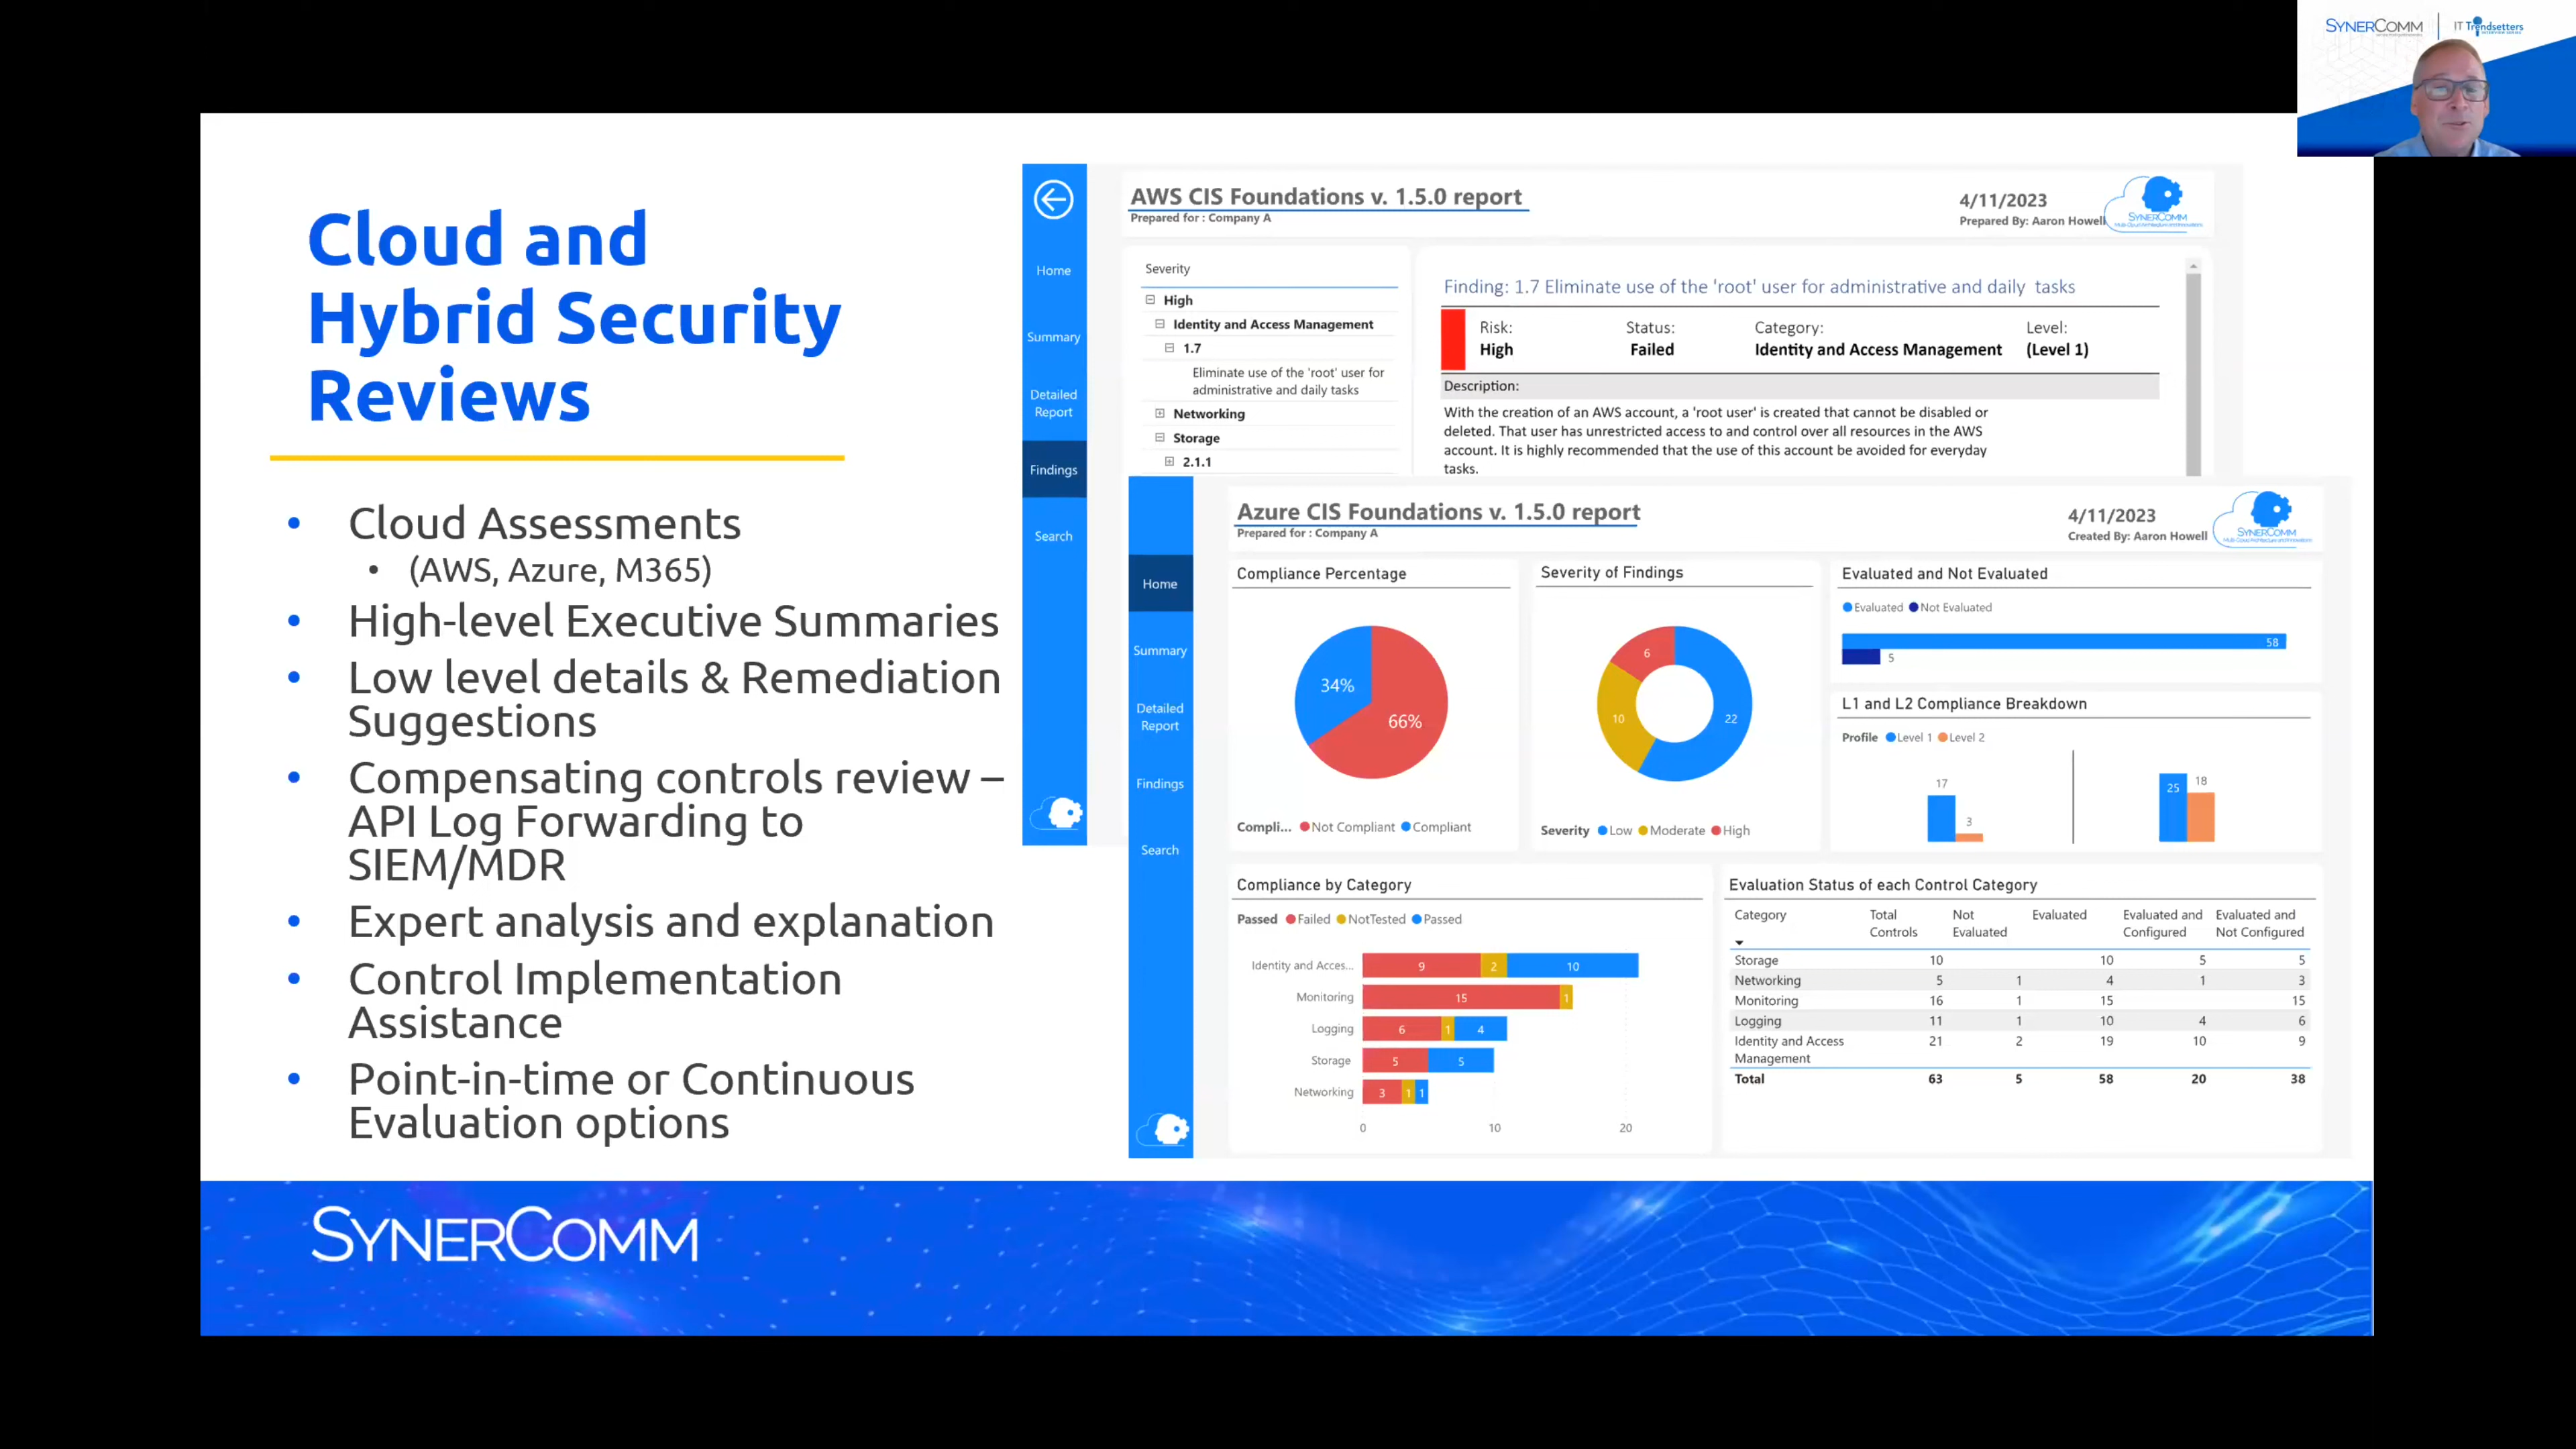 SYNERCOMM
IT Trendsetters
INTERVIEW SERIES
Cloud and
Hybrid Security
Reviews
• Cloud Assessments
• (AWS, Azure, M365)
• High-level Executive Summaries
• Low level details & Remediation
Suggestions
• Compensating controls review –
API Log Forwarding to
SIEM/MDR
• Expert analysis and explanation
• Control Implementation
Assistance
• Point-in-time or Continuous
Evaluation options
Home
Summary
Detailed
Report
Findings
Search
AWS CIS Foundations v. 1.5.0 report
Prepared for : Company A
4/11/2023
Prepared By: Aaron Howell
SYNERCOMM
Severity
High
Identity and Access Management
1.7
Eliminate use of the 'root' user for
administrative and daily tasks
Networking
Storage
2.1.1
Finding: 1.7 Eliminate use of the 'root' user for administrative and daily tasks
Risk: Status: Category: Level:
High Failed Identity and Access Management (Level 1)
Description:
With the creation of an AWS account, a 'root user' is created that cannot be disabled or
deleted. That user has unrestricted access to and control over all resources in the AWS
account. It is highly recommended that the use of this account be avoided for everyday
tasks.
Home
Summary
Detailed
Report
Findings
Search
Azure CIS Foundations v. 1.5.0 report
Prepared for : Company A
4/11/2023
Created By: Aaron Howell
SYNERCOMM
Compliance Percentage
34%
66%
Compli... Not Compliant Compliant
Severity of Findings
6
10
22
Severity Low Moderate High
Evaluated and Not Evaluated
Evaluated Not Evaluated
58
5
L1 and L2 Compliance Breakdown
Profile Level 1 Level 2
17
3
25
18
Compliance by Category
Passed Failed NotTested Passed
Identity and Acces... 9 2 10
Monitoring 15 1
Logging 6 1 4
Storage 5 5
Networking 3 1 1
0 10 20
Evaluation Status of each Control Category
Category Total Not Evaluated Evaluated and Evaluated and
Controls Evaluated Configured Not Configured
Storage 10 10 5 5
Networking 5 1 4 1 3
Monitoring 16 1 15 15
Logging 11 1 10 4 6
Identity and Access 21 2 19 10 9
Management
Total 63 5 58 20 38
SYNERCOMM